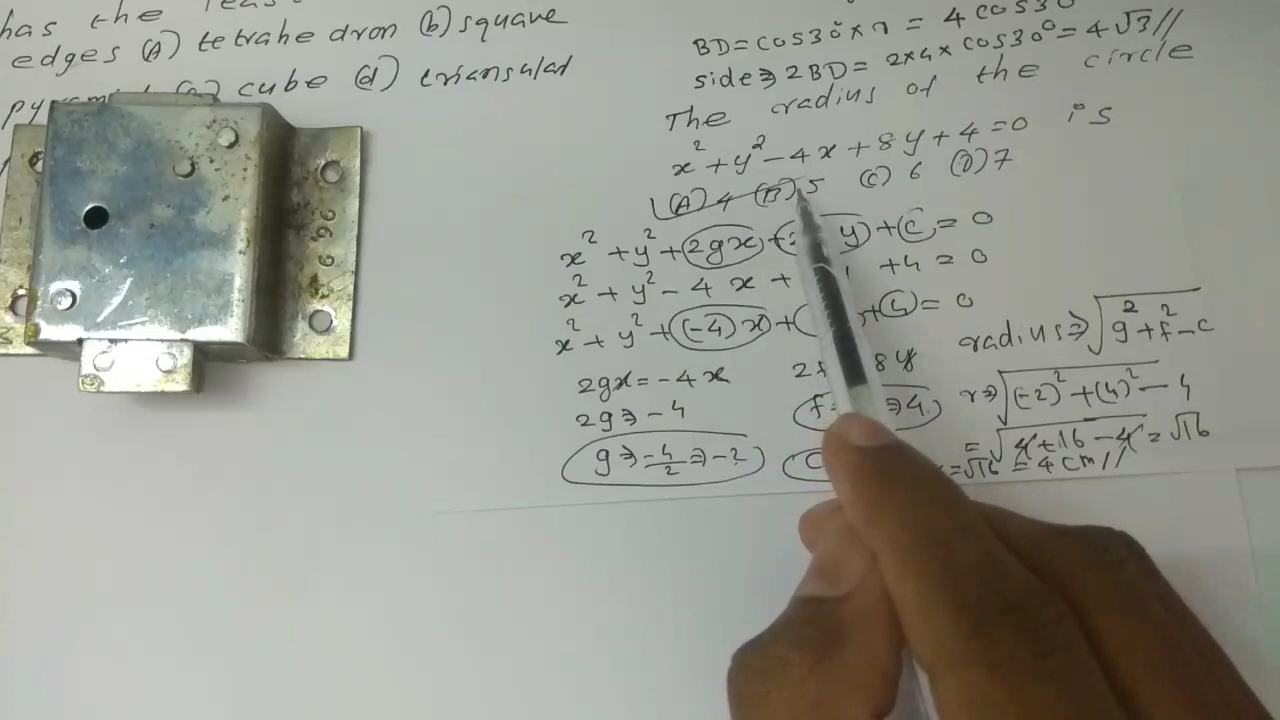 has the
edges (A) tetrahedron (b) square
cube (d) triangular
BD = cos30° × r = 4 cos30
side ⇒ 2BD = 2×4× cos30° = 4√3//
The radius of the circle
x² + y² - 4x + 8y + 4 = 0 is
(A) 4 (B) 5 (C) 6 (D) 7
x² + y² + 2gx + y + c = 0
x² + y² - 4x + + 4 = 0
x² + y² + (-4)x + + 4 = 0
2gx = -4x 8y
2g ⇒ -4
g ⇒ -4/2 ⇒ -2
f ⇒ 4
radius ⇒ √g² + f² - c
r ⇒ √(-2)² + (4)² - 4
= √4 + 16 - 4 = √16
= √16 = 4cm//
9926